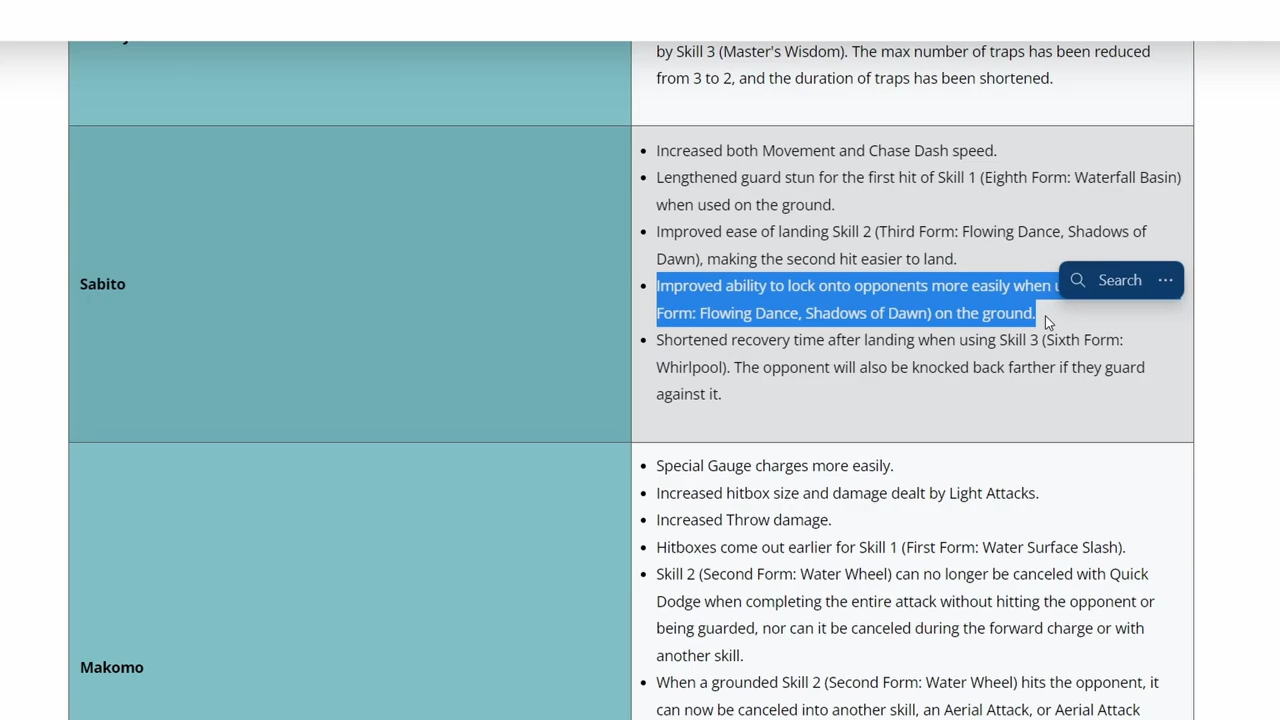 by Skill 3 (Master's Wisdom). The max number of traps has been reduced
from 3 to 2, and the duration of traps has been shortened.
Sabito
• Increased both Movement and Chase Dash speed.
• Lengthened guard stun for the first hit of Skill 1 (Eighth Form: Waterfall Basin)
when used on the ground.
• Improved ease of landing Skill 2 (Third Form: Flowing Dance, Shadows of
Dawn), making the second hit easier to land.
• Improved ability to lock onto opponents more easily when
Search
Form: Flowing Dance, Shadows of Dawn) on the ground.
• Shortened recovery time after landing when using Skill 3 (Sixth Form:
Whirlpool). The opponent will also be knocked back farther if they guard
against it.
Makomo
• Special Gauge charges more easily.
• Increased hitbox size and damage dealt by Light Attacks.
• Increased Throw damage.
• Hitboxes come out earlier for Skill 1 (First Form: Water Surface Slash).
• Skill 2 (Second Form: Water Wheel) can no longer be canceled with Quick
Dodge when completing the entire attack without hitting the opponent or
being guarded, nor can it be canceled during the forward charge or with
another skill.
• When a grounded Skill 2 (Second Form: Water Wheel) hits the opponent, it
can now be canceled into another skill, an Aerial Attack, or Aerial Attack